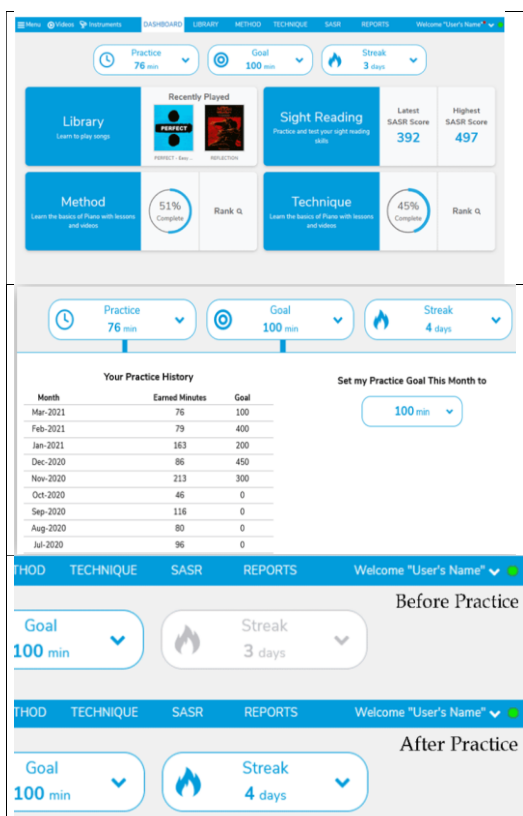 Menu Videos Instruments DASHBOARD LIBRARY METHOD TECHNIQUE SASR REPORTS Welcome "User's Name"
Practice
76 min
Goal
100 min
Streak
3 days
Library
Learn to play songs
Recently Played
PERFECT
PERFECT - Easy ...
REFLECTION
Sight Reading
Practice and test your sight reading
skills
Latest
SASR Score
392
Highest
SASR Score
497
Method
Learn the basics of Piano with lessons
and videos
51%
Complete
Rank
Technique
Learn the basics of Piano with lessons
and videos
45%
Complete
Rank
Practice
76 min
Goal
100 min
Streak
4 days
Your Practice History
Month Earned Minutes Goal
Mar-2021 76 100
Feb-2021 79 400
Jan-2021 163 200
Dec-2020 86 450
Nov-2020 213 300
Oct-2020 46 0
Sep-2020 116 0
Aug-2020 80 0
Jul-2020 96 0
Set my Practice Goal This Month to
100 min
THOD TECHNIQUE SASR REPORTS Welcome "User's Name"
Before Practice
Goal
100 min
Streak
3 days
THOD TECHNIQUE SASR REPORTS Welcome "User's Name"
After Practice
Goal
100 min
Streak
4 days